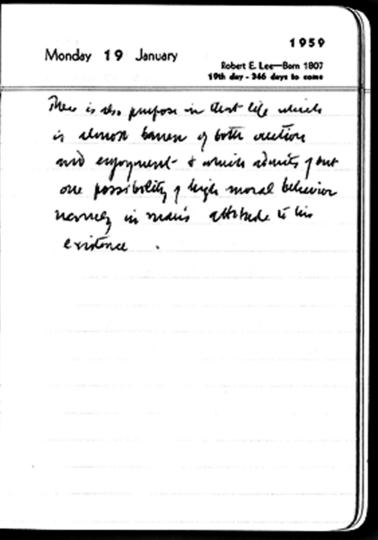 1959
Monday 19 January
Robert E. Lee—Born 1807
19th day - 346 days to come
There is also purpose in that life which
is almost barren of both creation
and enjoyment & which admits of but
one possibility of high moral behavior
namely in man's attitude to his
existence .